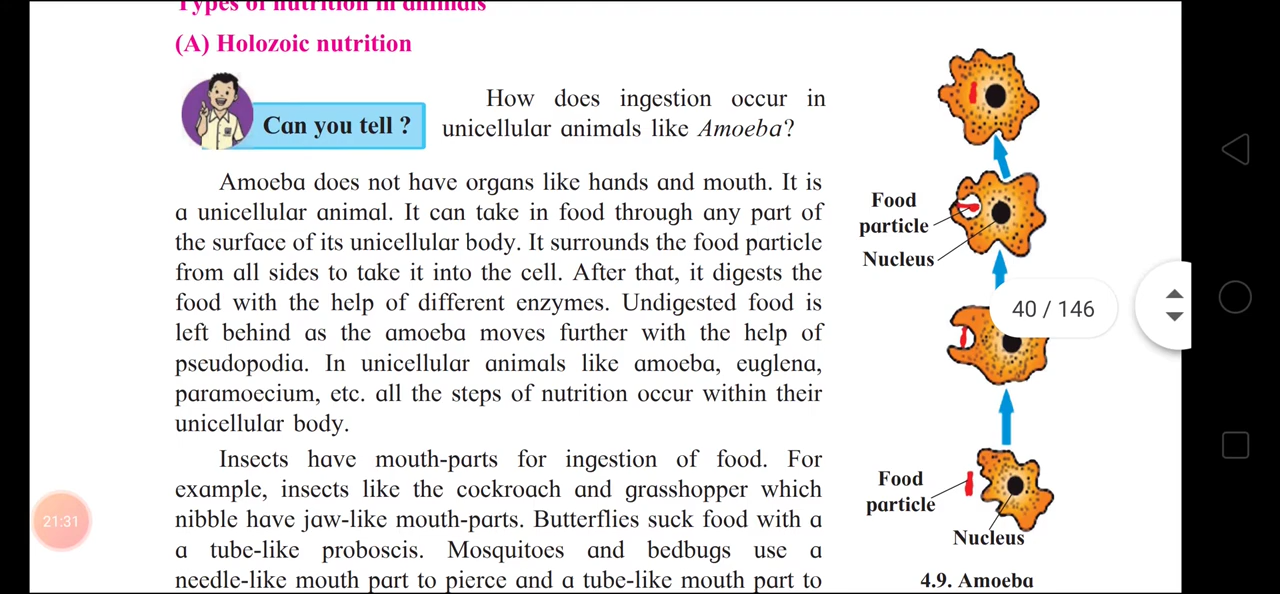 Types of nutrition in animals
(A) Holozoic nutrition
Can you tell ?
How does ingestion occur in
unicellular animals like Amoeba?
Amoeba does not have organs like hands and mouth. It is
a unicellular animal. It can take in food through any part of
the surface of its unicellular body. It surrounds the food particle
from all sides to take it into the cell. After that, it digests the
food with the help of different enzymes. Undigested food is
left behind as the amoeba moves further with the help of
pseudopodia. In unicellular animals like amoeba, euglena,
paramoecium, etc. all the steps of nutrition occur within their
unicellular body.
Insects have mouth-parts for ingestion of food. For
example, insects like the cockroach and grasshopper which
nibble have jaw-like mouth-parts. Butterflies suck food with a
a tube-like proboscis. Mosquitoes and bedbugs use a
needle-like mouth part to pierce and a tube-like mouth part to
Food
particle
Nucleus
40 / 146
Food
particle
Nucleus
4.9. Amoeba
21:31